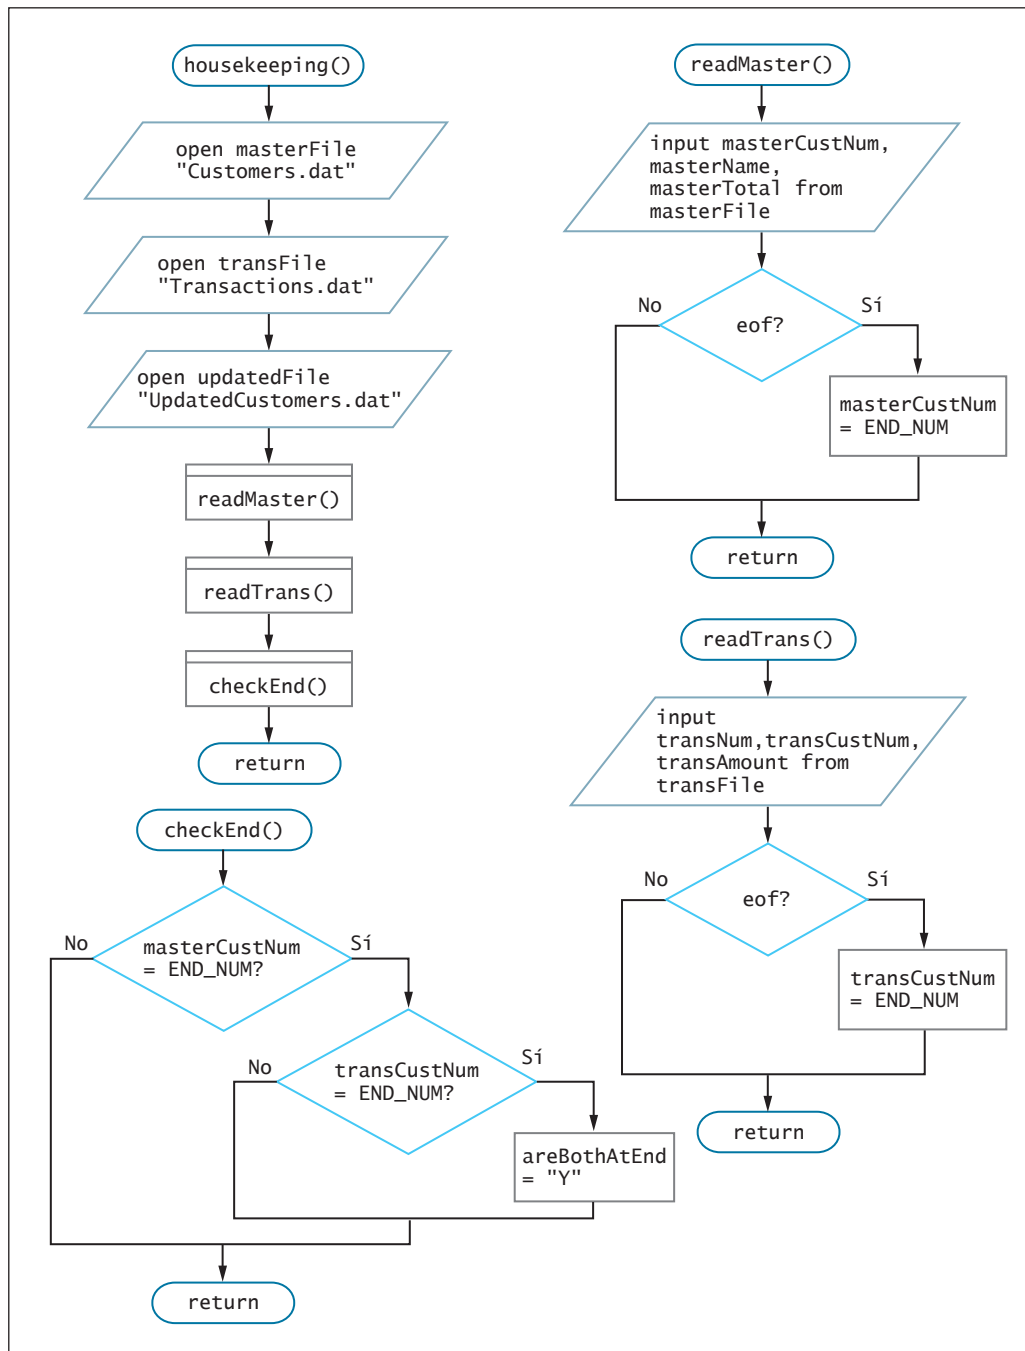 housekeeping()
open masterFile
"Customers.dat"
open transFile
"Transactions.dat"
open updatedFile
"UpdatedCustomers.dat"
readMaster()
readTrans()
checkEnd()
return
readMaster()
input masterCustNum,
masterName,
masterTotal from
masterFile
eof?
No
Sí
masterCustNum
= END_NUM
return
readTrans()
input
transNum,transCustNum,
transAmount from
transFile
eof?
No
Sí
transCustNum
= END_NUM
return
checkEnd()
masterCustNum
= END_NUM?
No
Sí
transCustNum
= END_NUM?
No
Sí
areBothAtEnd
= "Y"
return